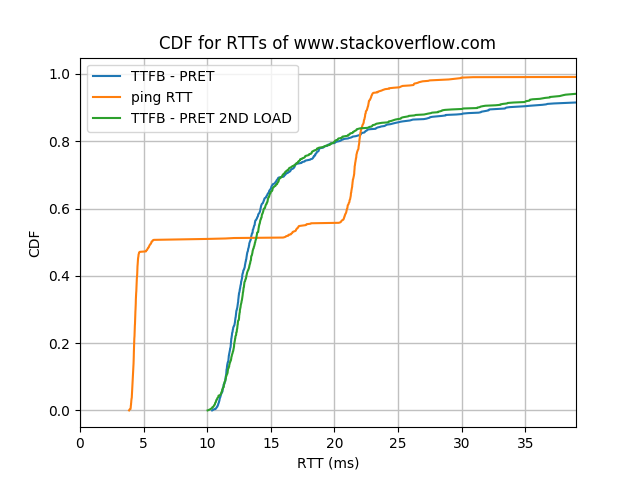 CDF for RTTs of www.stackoverflow.com
TTFB - PRET
ping RTT
TTFB - PRET 2ND LOAD
1.0
0.8
0.6
0.4
0.2
0.0
CDF
0 5 10 15 20 25 30 35
RTT (ms)